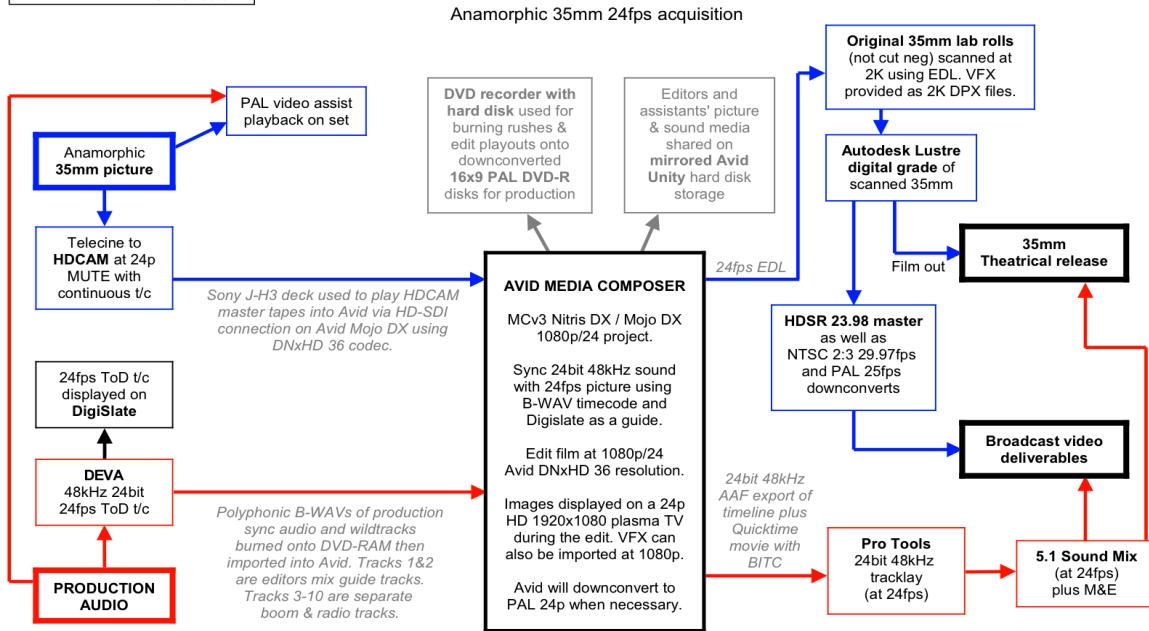 Anamorphic 35mm 24fps acquisition
Original 35mm lab rolls
(not cut neg) scanned at
2K using EDL. VFX
provided as 2K DPX files.
PAL video assist
playback on set
DVD recorder with
hard disk used for
burning rushes &
edit playouts onto
downconverted
16x9 PAL DVD-R
disks for production
Editors and
assistants' picture
& sound media
shared on
mirrored Avid
Unity hard disk
storage
Anamorphic
35mm picture
Autodesk Lustre
digital grade of
scanned 35mm
Telecine to
HDCAM at 24p
MUTE with
continuous t/c
Sony J-H3 deck used to play HDCAM
master tapes into Avid via HD-SDI
connection on Avid Mojo DX using
DNxHD 36 codec.
24fps EDL
Film out
35mm
Theatrical release
AVID MEDIA COMPOSER
MCv3 Nitris DX / Mojo DX
1080p/24 project.
Sync 24bit 48kHz sound
with 24fps picture using
B-WAV timecode and
Digislate as a guide.
Edit film at 1080p/24
Avid DNxHD 36 resolution.
Images displayed on a 24p
HD 1920x1080 plasma TV
during the edit. VFX can
also be imported at 1080p.
Avid will downconvert to
PAL 24p when necessary.
HDSR 23.98 master
as well as
NTSC 2:3 29.97fps
and PAL 25fps
downconverts
24fps ToD t/c
displayed on
DigiSlate
Broadcast video
deliverables
DEVA
48kHz 24bit
24fps ToD t/c
Polyphonic B-WAVs of production
sync audio and wildtracks
burned onto DVD-RAM then
imported into Avid. Tracks 1&2
are editors mix guide tracks.
Tracks 3-10 are separate
boom & radio tracks.
24bit 48kHz
AAF export of
timeline plus
Quicktime
movie with
BITC
Pro Tools
24bit 48kHz
tracklay
(at 24fps)
5.1 Sound Mix
(at 24fps)
plus M&E
PRODUCTION
AUDIO